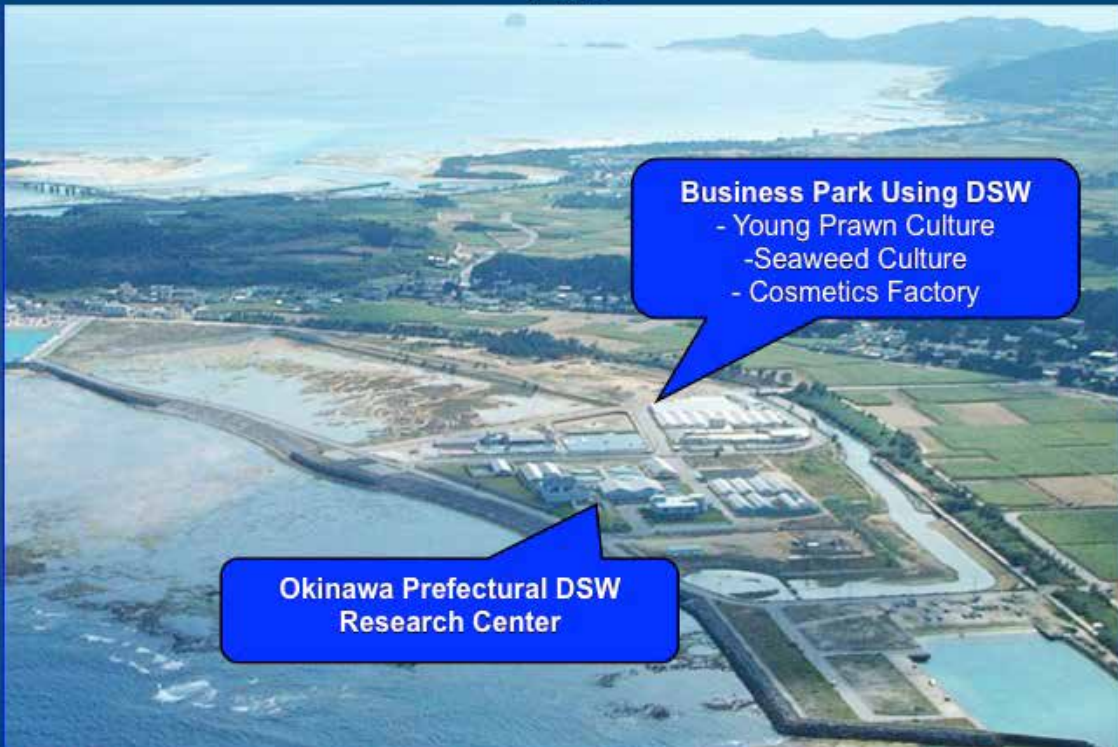 Business Park Using DSW
- Young Prawn Culture
-Seaweed Culture
- Cosmetics Factory
Okinawa Prefectural DSW
Research Center